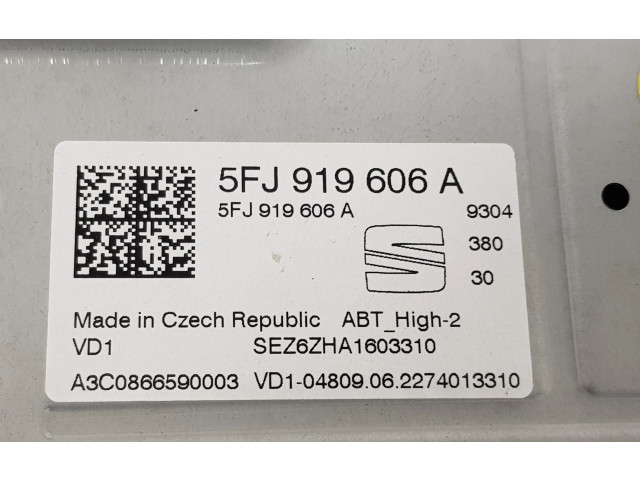 5FJ 919 606 A
5FJ 919 606 A 9304
380
30
Made in Czech Republic ABT_High-2
VD1 SEZ6ZHA1603310
A3C0866590003 VD1-04809.06.2274013310